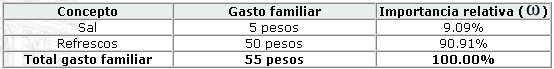 Concepto Gasto familiar Importancia relativa ( ω )
Sal 5 pesos 9.09%
Refrescos 50 pesos 90.91%
Total gasto familiar 55 pesos 100.00%